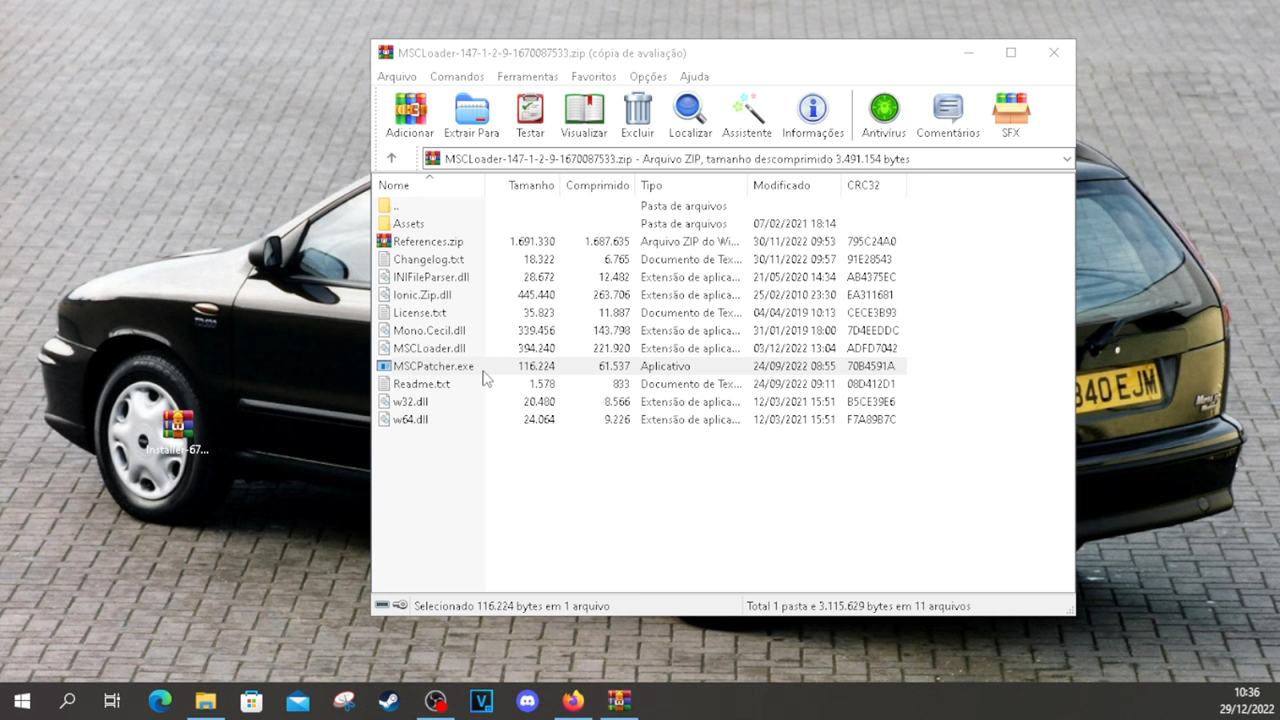 MSCLoader-147-1-2-9-1670087533.zip (cópia de avaliação)
Arquivo Comandos Ferramentas Favoritos Opções Ajuda
Adicionar Extrair Para Testar Visualizar Excluir Localizar Assistente Informações Antivírus Comentários SFX
MSCLoader-147-1-2-9-1670087533.zip - Arquivo ZIP, tamanho descomprimido 3.491.154 bytes
Nome Tamanho Comprimido Tipo Modificado CRC32
.. Pasta de arquivos
Assets Pasta de arquivos 07/02/2021 18:14
References.zip 1.691.330 1.687.635 Arquivo ZIP do Wi... 30/11/2022 09:53 795C24A0
Changelog.txt 18.322 6.765 Documento de Tex... 30/11/2022 09:57 91E28543
INIFileParser.dll 28.672 12.482 Extensão de aplica... 21/05/2020 14:34 AB4375EC
Ionic.Zip.dll 445.440 263.706 Extensão de aplica... 25/02/2010 23:30 EA311681
License.txt 35.823 11.887 Documento de Tex... 04/04/2019 10:13 CECE3B93
Mono.Cecil.dll 339.456 143.798 Extensão de aplica... 31/01/2019 18:00 7D4EEDDC
MSCLoader.dll 394.240 221.920 Extensão de aplica... 03/12/2022 13:04 ADFD7042
MSCPatcher.exe 116.224 61.537 Aplicativo 24/09/2022 08:55 70B4591A
Readme.txt 1.578 833 Documento de Tex... 24/09/2022 09:11 08D412D1
w32.dll 20.480 8.566 Extensão de aplica... 12/03/2021 15:51 B5CE39E6
w64.dll 24.064 9.226 Extensão de aplica... 12/03/2021 15:51 F7A89B7C
840 EJM
Installer-67...
Selecionado 116.224 bytes em 1 arquivo Total 1 pasta e 3.115.629 bytes em 11 arquivos
10:36
29/12/2022